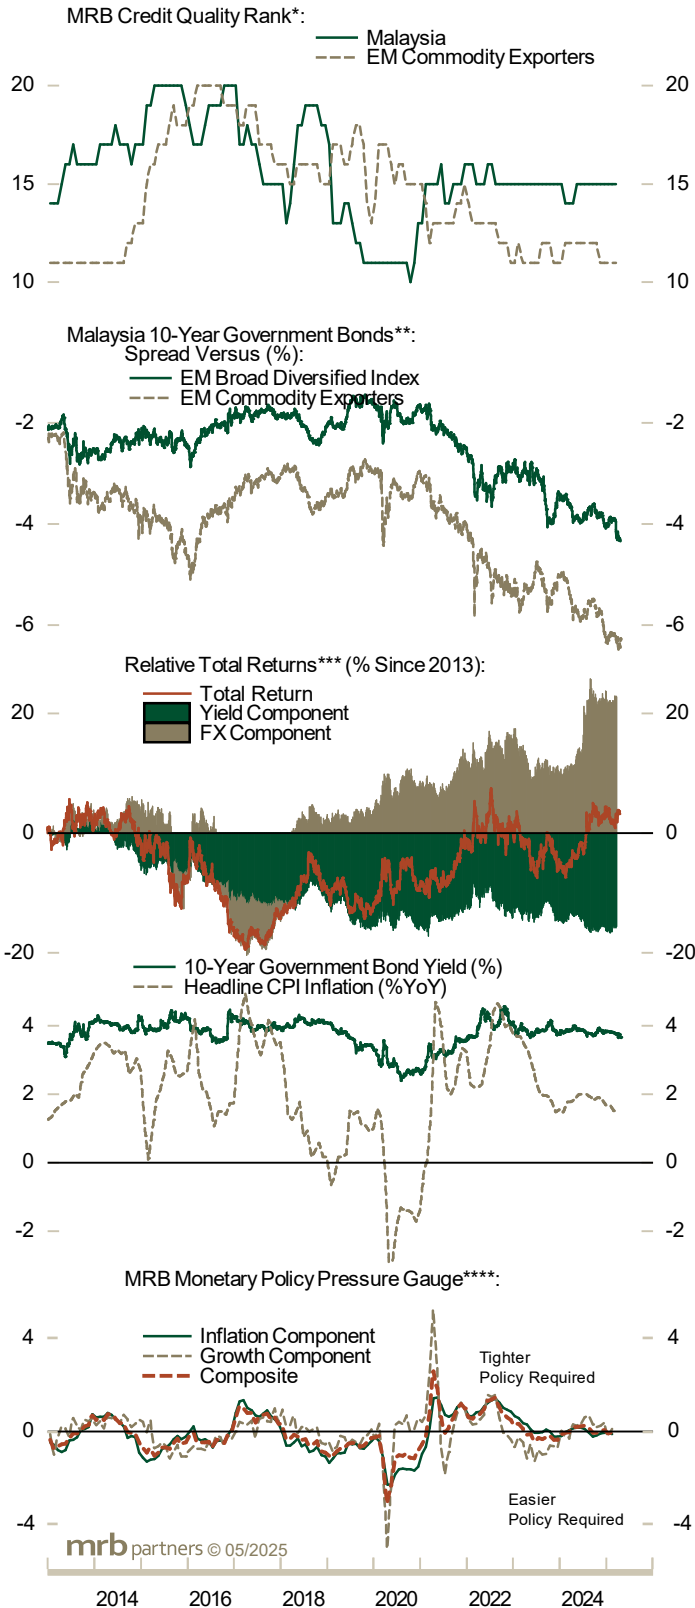 MRB Credit Quality Rank*:
Malaysia
EM Commodity Exporters
20 20
15 15
10 10
Malaysia 10-Year Government Bonds**:
Spread Versus (%):
EM Broad Diversified Index
EM Commodity Exporters
-2 -2
-4 -4
-6 -6
Relative Total Returns*** (% Since 2013):
Total Return
Yield Component
FX Component
20 20
0 0
-20 -20
10-Year Government Bond Yield (%)
Headline CPI Inflation (%YoY)
4 4
2 2
0 0
-2 -2
MRB Monetary Policy Pressure Gauge****:
Inflation Component
Growth Component
Composite
Tighter
Policy Required
4 4
0 0
Easier
Policy Required
-4 -4
mrb partners © 05/2025
2014 2016 2018 2020 2022 2024